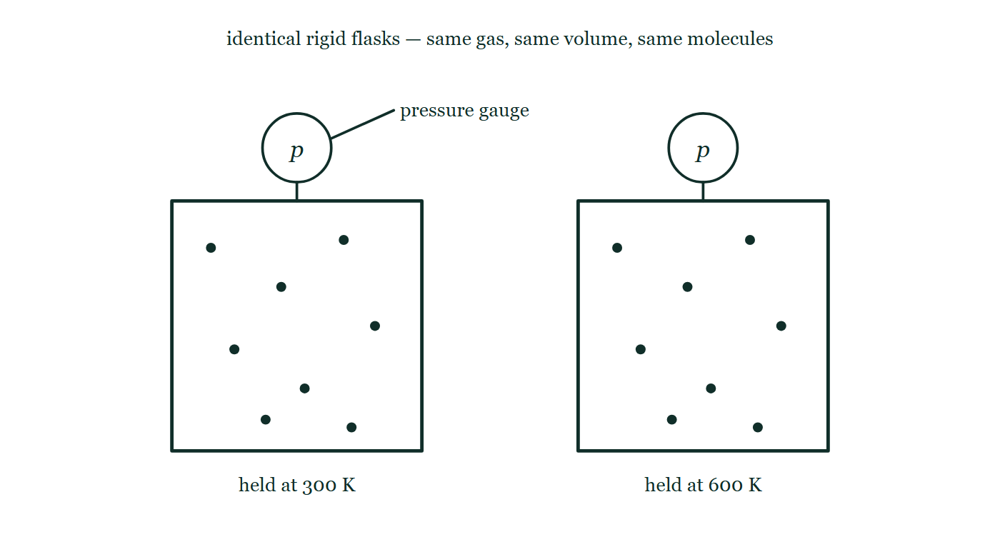 identical rigid flasks — same gas, same volume, same molecules
pressure gauge
p
p
held at 300 K
held at 600 K